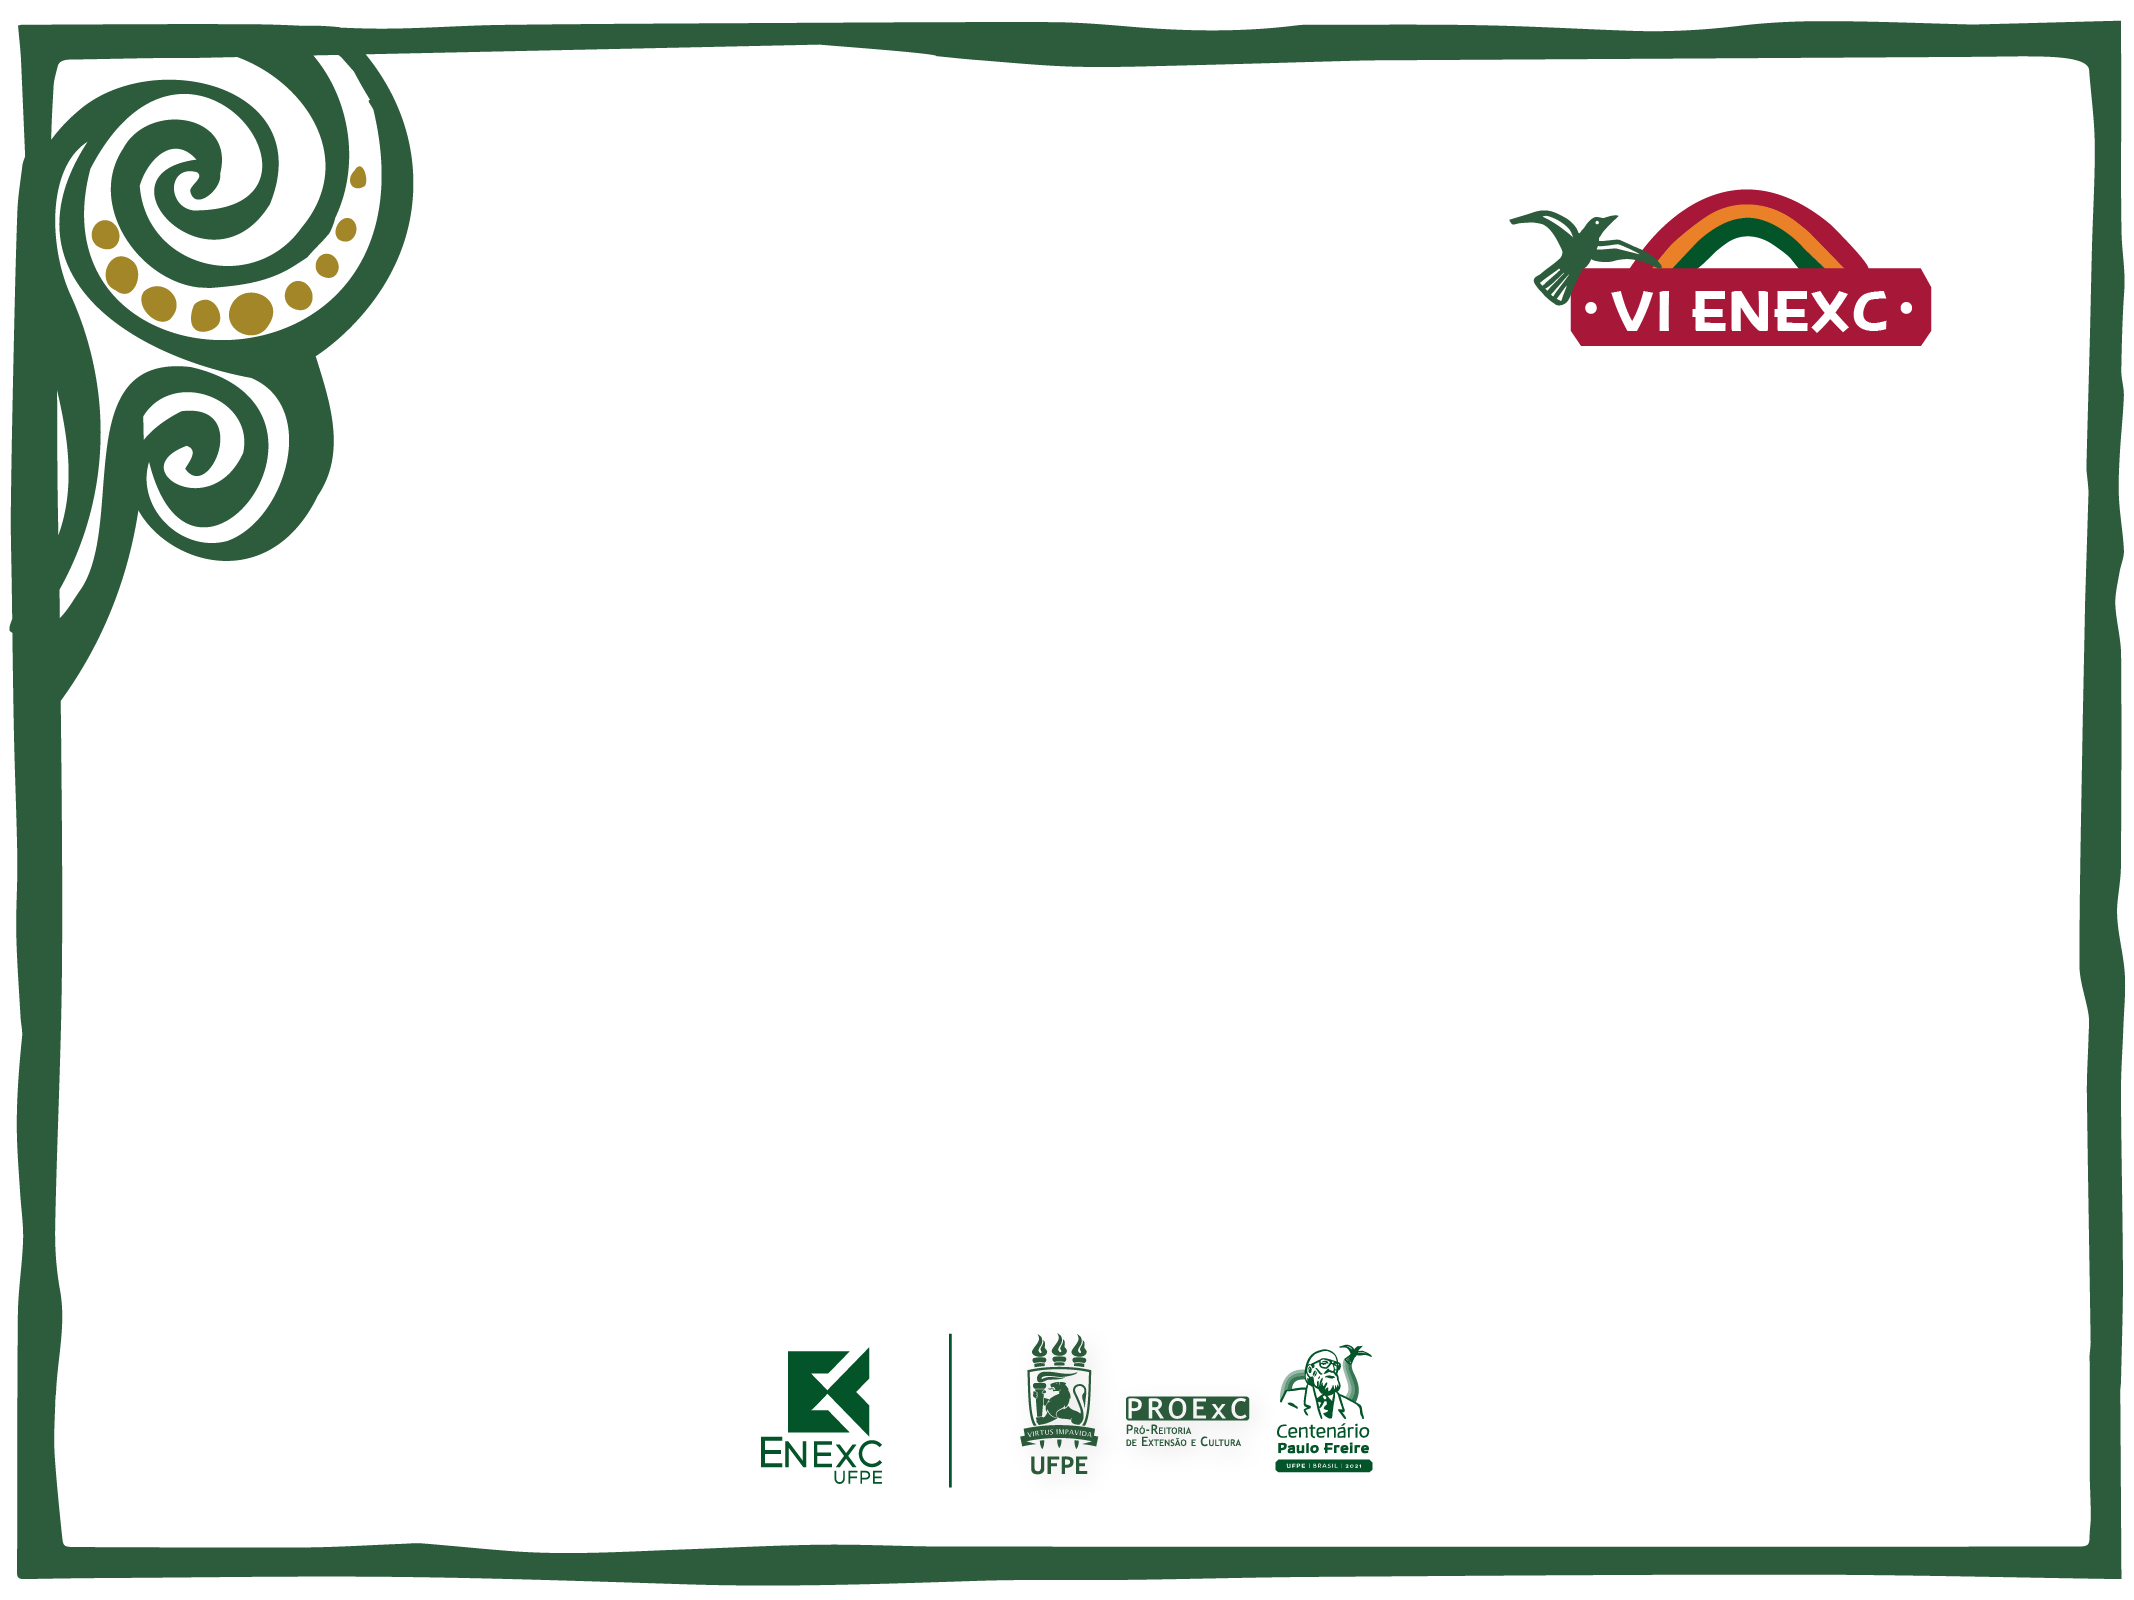 • VI ENEXC •
ENEXC
UFPE
VIRTUS IMPAVIDA
UFPE
PROExC
PRÓ-REITORIA
DE EXTENSÃO E CULTURA
Centenário
Paulo Freire
UFPE | BRASIL | 2021